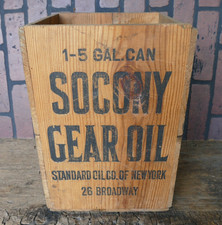 1-5 GAL.CAN
SOCONY
GEAR OIL
STANDARD OIL CO. OF NEW YORK
26 BROADWAY